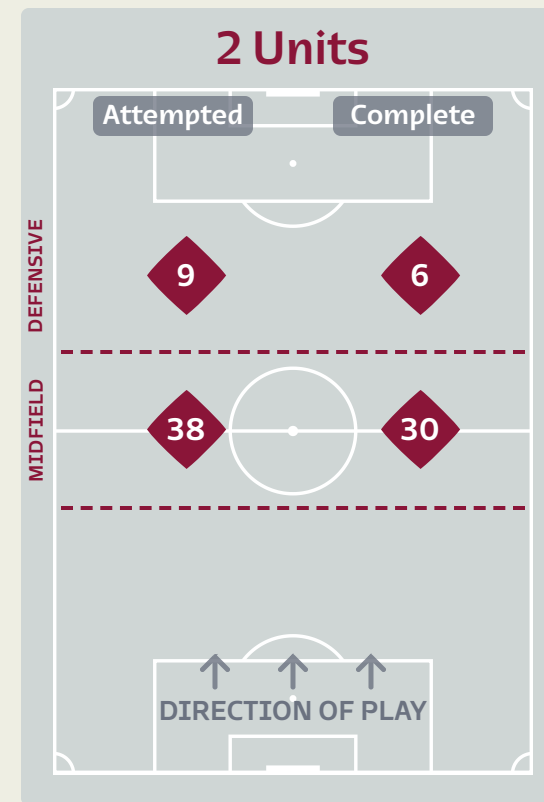 2 Units
Attempted
Complete
DEFENSIVE
9
6
MIDFIELD
38
30
DIRECTION OF PLAY